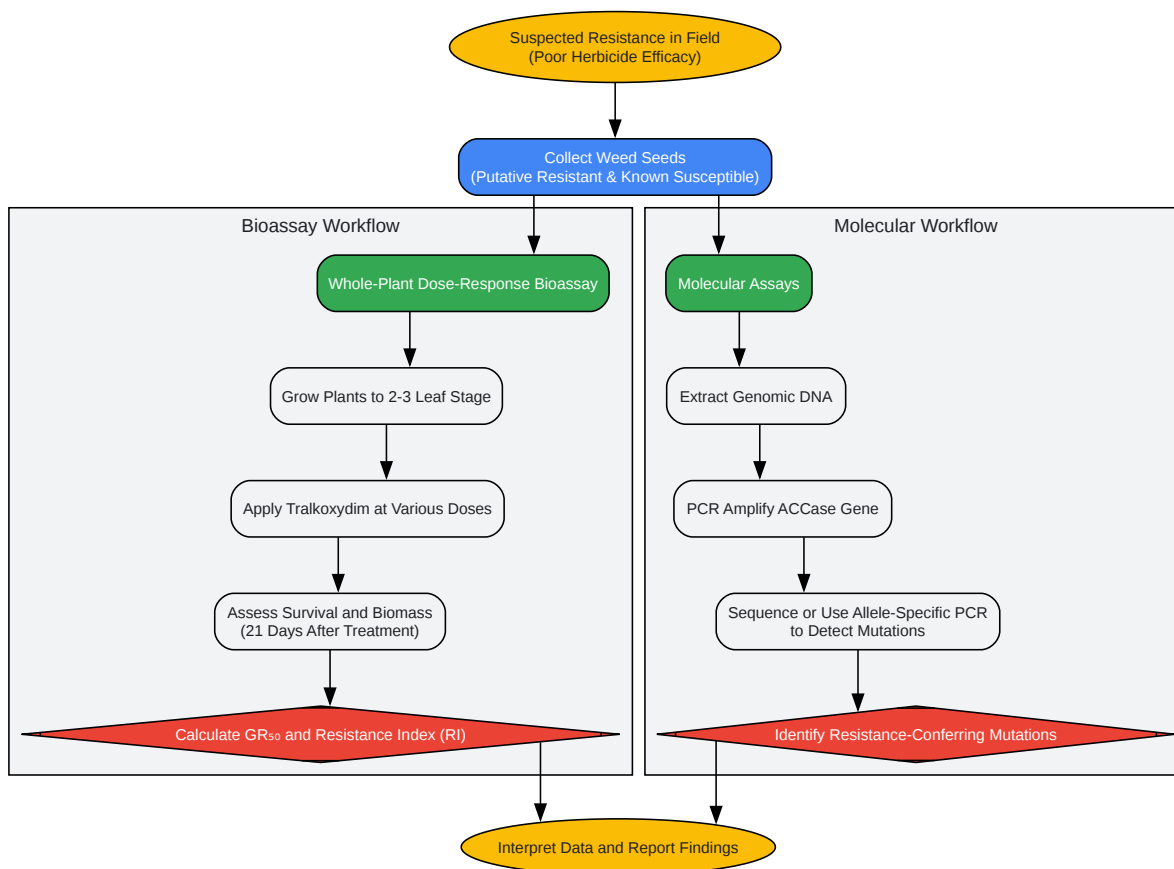 Suspected Resistance in Field
(Poor Herbicide Efficacy)
Collect Weed Seeds
(Putative Resistant & Known Susceptible)
Bioassay Workflow
Whole-Plant Dose-Response Bioassay
Grow Plants to 2-3 Leaf Stage
Apply Tralkoxydim at Various Doses
Assess Survival and Biomass
(21 Days After Treatment)
Calculate GR₅₀ and Resistance Index (RI)
Molecular Workflow
Molecular Assays
Extract Genomic DNA
PCR Amplify ACCase Gene
Sequence or Use Allele-Specific PCR
to Detect Mutations
Identify Resistance-Conferring Mutations
Interpret Data and Report Findings